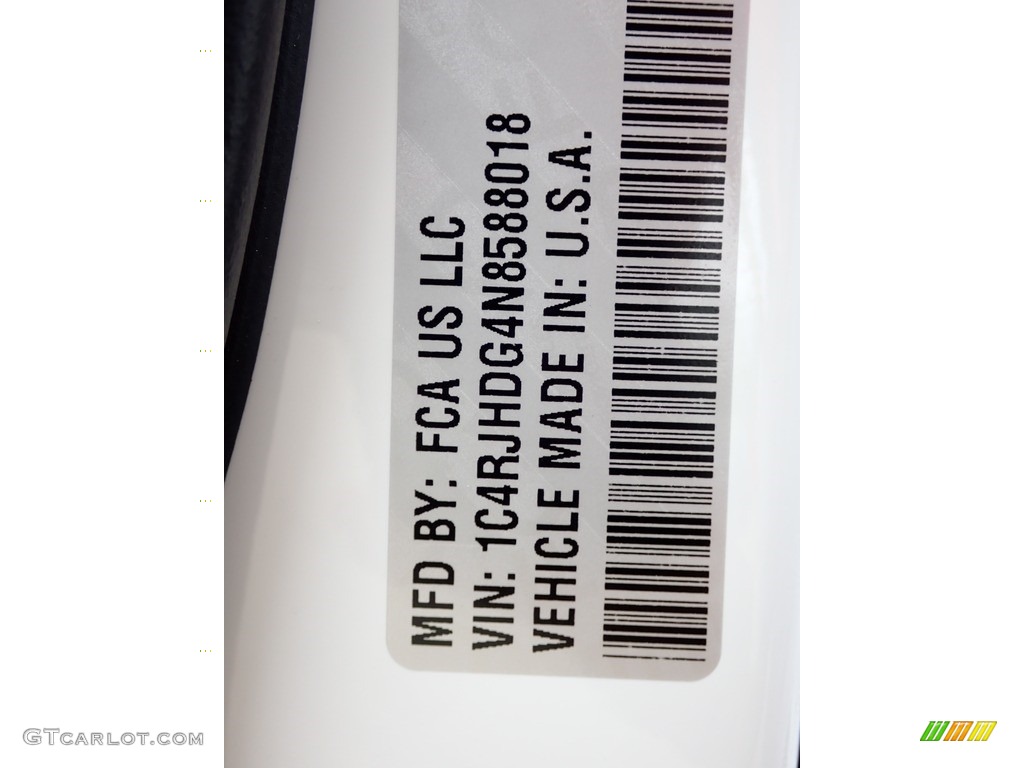 MFD BY: FCA US LLC
VIN: 1C4RJHDG4N8588018
VEHICLE MADE IN: U.S.A.
GTCARLOT.COM